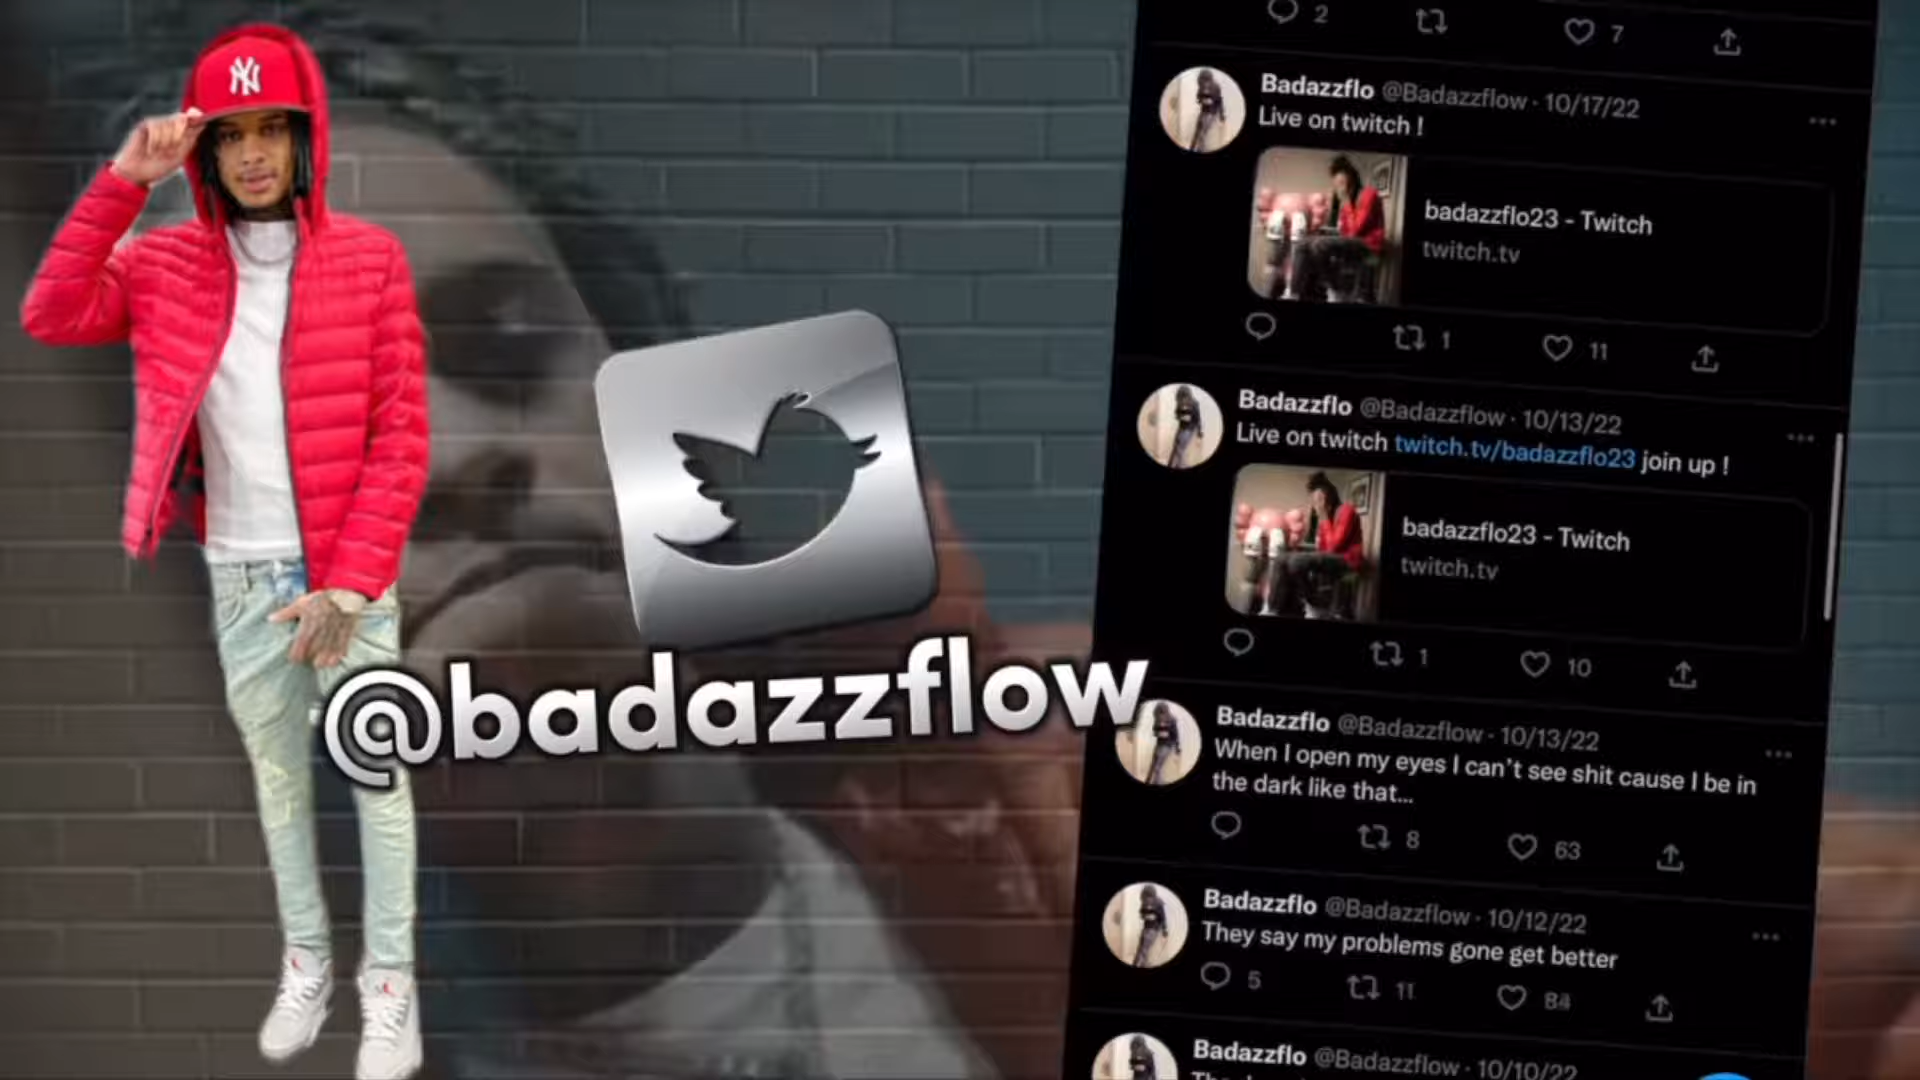 NY
2 7
Badazzflo @Badazzflow · 10/17/22
Live on twitch !
badazzflo23 - Twitch
twitch.tv
1 11
Badazzflo @Badazzflow · 10/13/22
Live on twitch twitch.tv/badazzflo23 join up !
badazzflo23 - Twitch
twitch.tv
1 10
@badazzflow
Badazzflo @Badazzflow · 10/13/22
When I open my eyes I can't see shit cause I be in
the dark like that...
8 63
Badazzflo @Badazzflow · 10/12/22
They say my problems gone get better
5 11 84
Badazzflo @Badazzflow · 10/10/22